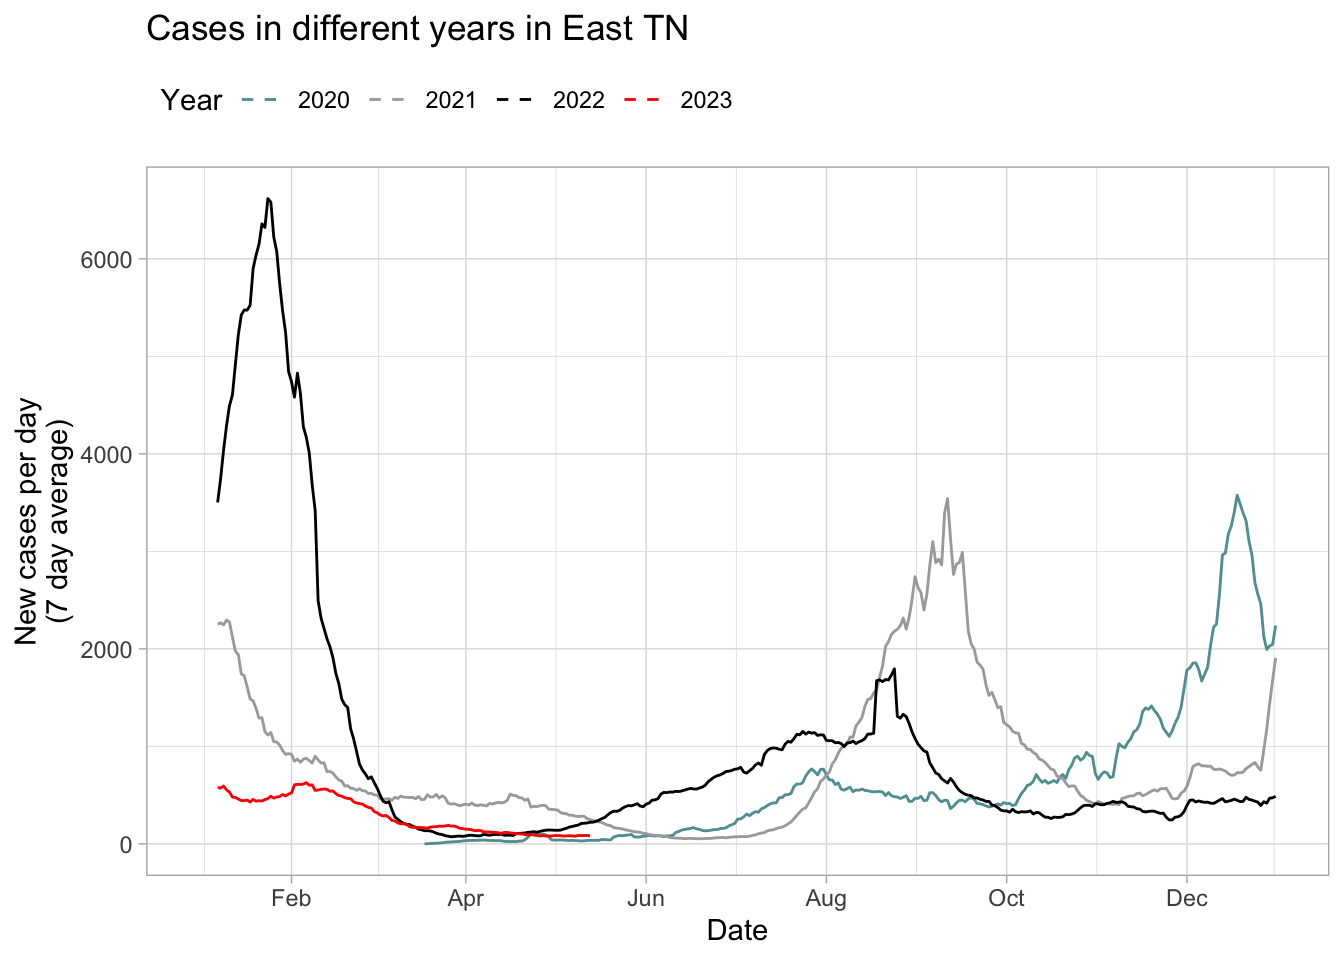 Cases in different years in East TN
Year 2020 2021 2022 2023
New cases per day
(7 day average)
6000
4000
2000
0
Feb Apr Jun Aug Oct Dec
Date